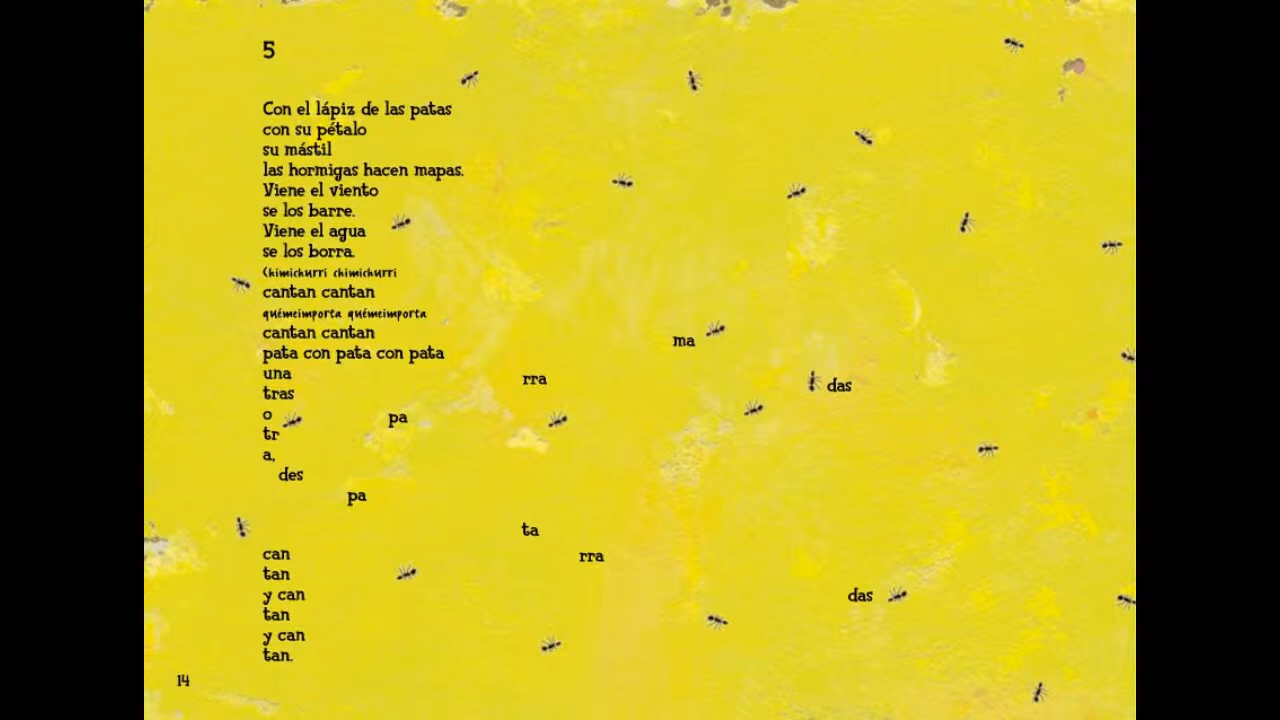 5
Con el lápiz de las patas
con su pétalo
su mástil
las hormigas hacen mapas.
Viene el viento
se los barre.
Viene el agua
se los borra.
Chimichurri chimichurri
cantan cantan
quémeimporta quémeimporta
cantan cantan
pata con pata con pata
una
tras
o
tr
a,
des
pa
ta
rra
das
pa
rra
ma
das
can
tan
y can
tan
y can
tan.
14